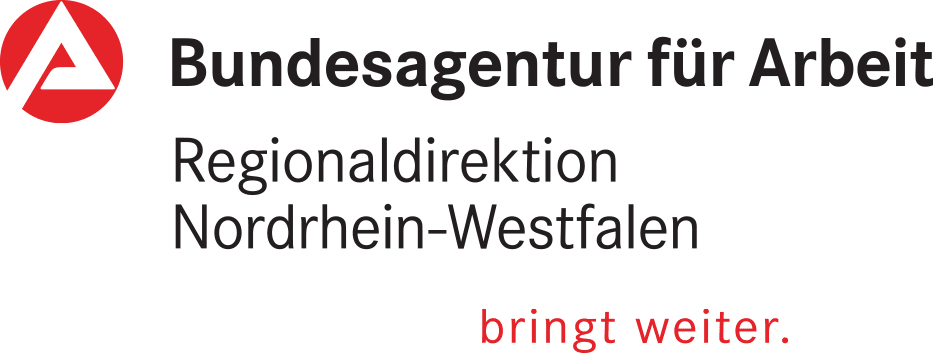 Bundesagentur für Arbeit
Regionaldirektion
Nordrhein-Westfalen
bringt weiter.